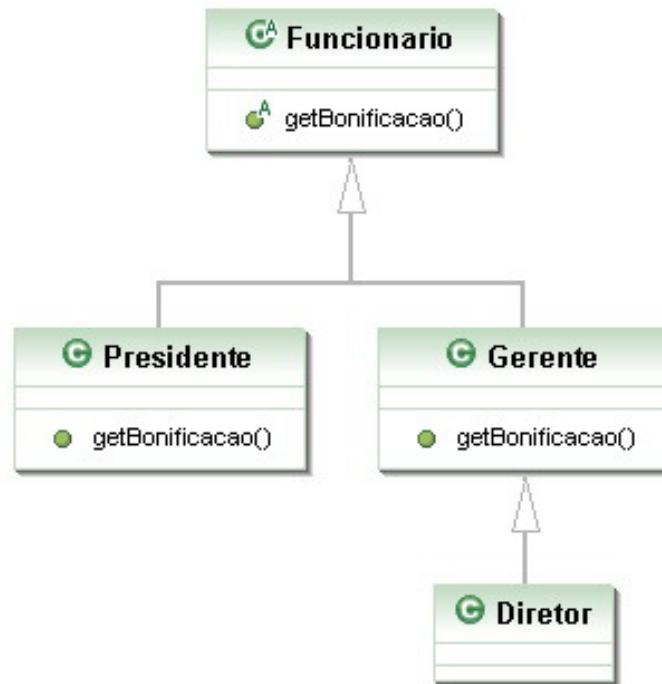 Funcionario
getBonificacao()
Presidente
getBonificacao()
Gerente
getBonificacao()
Diretor